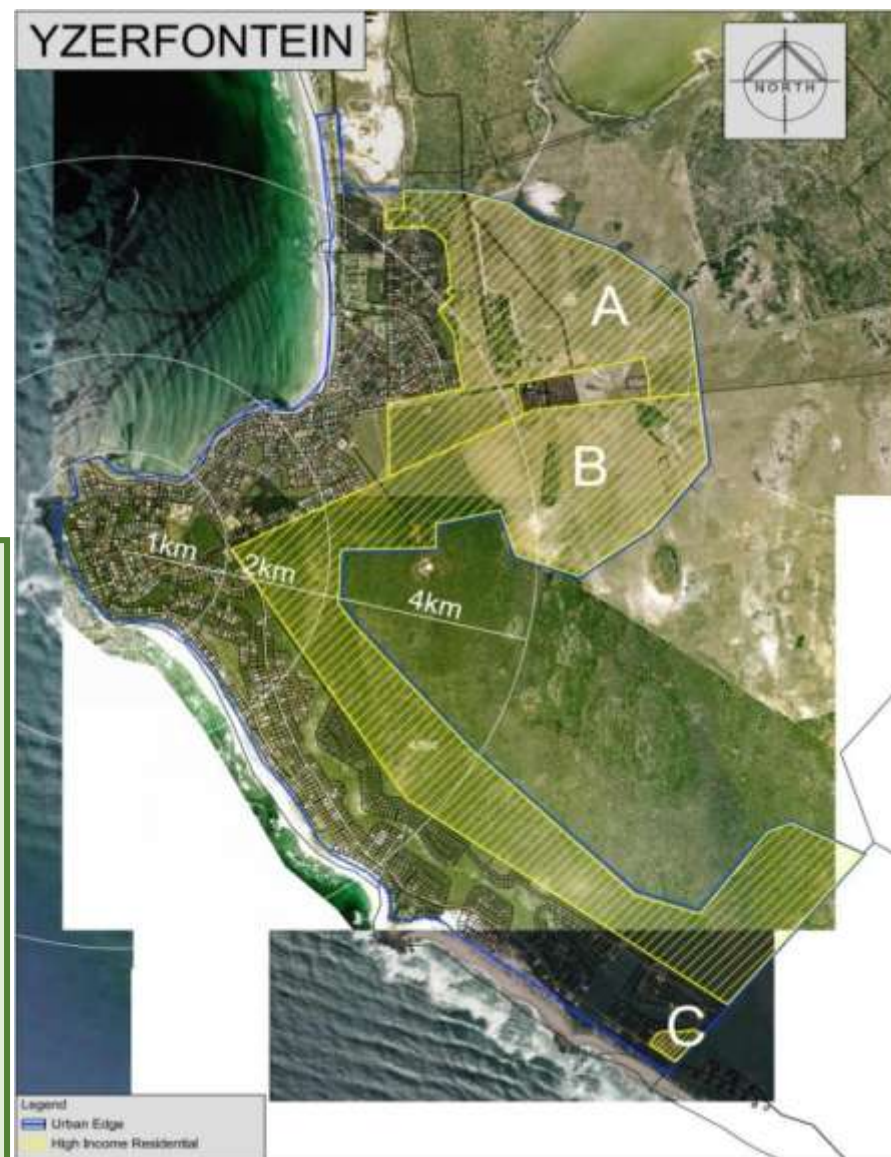 YZERFONTEIN
NORTH
A
B
1km
2km
4km
C
Legend
Urban Edge
High Income Residential